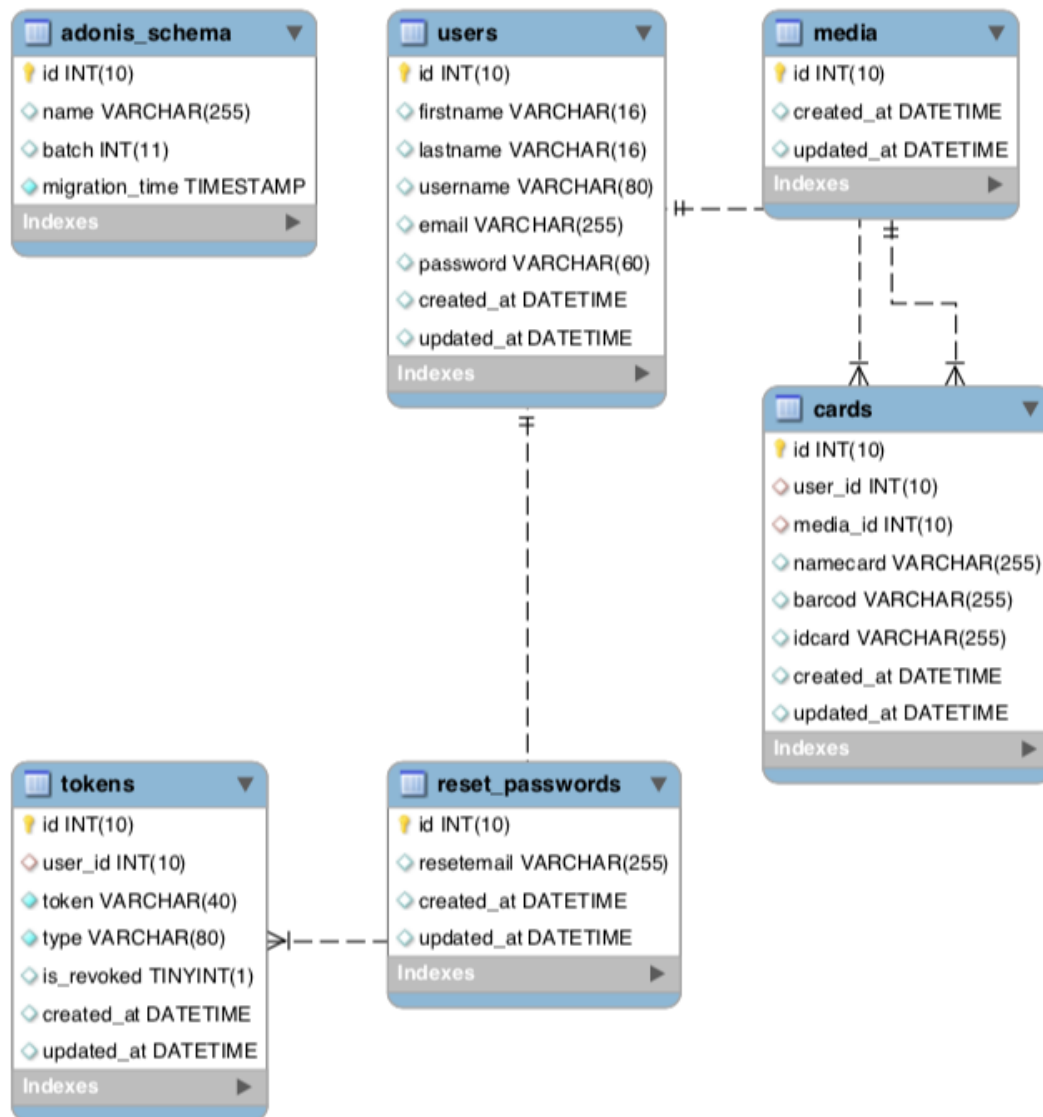 adonis_schema
id INT(10)
name VARCHAR(255)
batch INT(11)
migration_time TIMESTAMP
Indexes
users
id INT(10)
firstname VARCHAR(16)
lastname VARCHAR(16)
username VARCHAR(80)
email VARCHAR(255)
password VARCHAR(60)
created_at DATETIME
updated_at DATETIME
Indexes
media
id INT(10)
created_at DATETIME
updated_at DATETIME
Indexes
cards
id INT(10)
user_id INT(10)
media_id INT(10)
namecard VARCHAR(255)
barcod VARCHAR(255)
idcard VARCHAR(255)
created_at DATETIME
updated_at DATETIME
Indexes
tokens
id INT(10)
user_id INT(10)
token VARCHAR(40)
type VARCHAR(80)
is_revoked TINYINT(1)
created_at DATETIME
updated_at DATETIME
Indexes
reset_passwords
id INT(10)
resetemail VARCHAR(255)
created_at DATETIME
updated_at DATETIME
Indexes